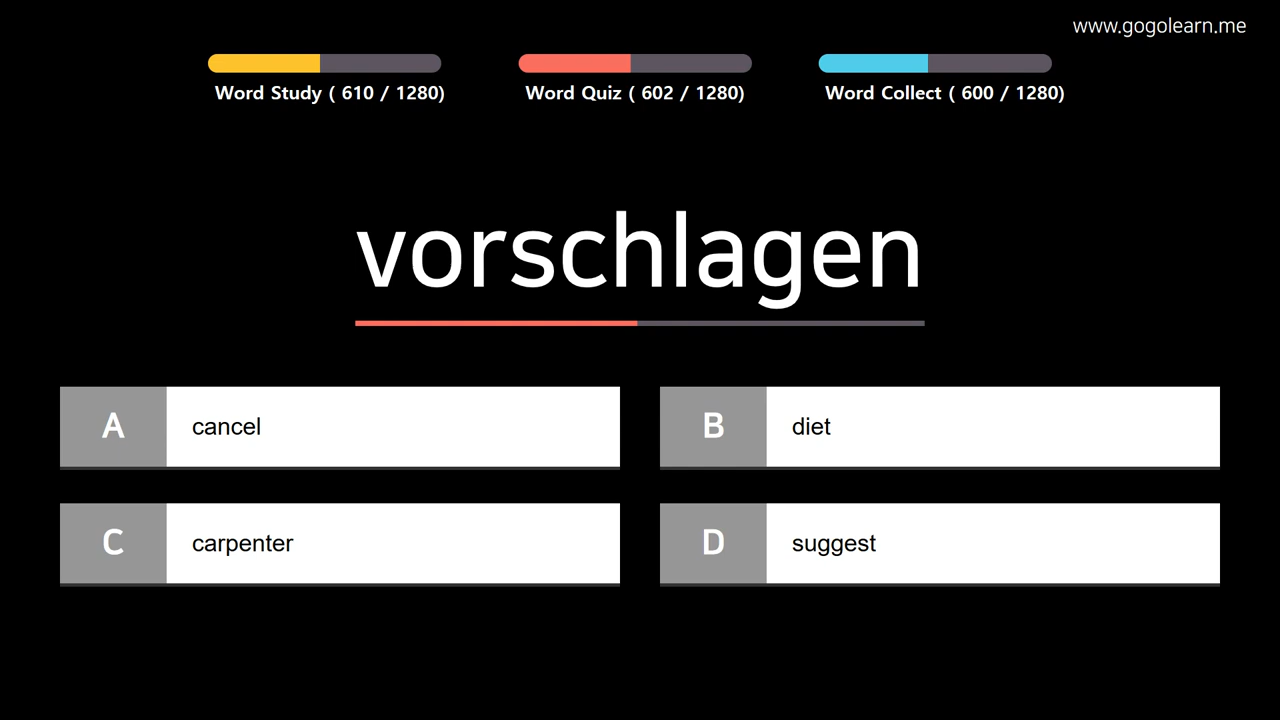 www.gogolearn.me
Word Study ( 610 / 1280)
Word Quiz ( 602 / 1280)
Word Collect ( 600 / 1280)
vorschlagen
A cancel
B diet
C carpenter
D suggest